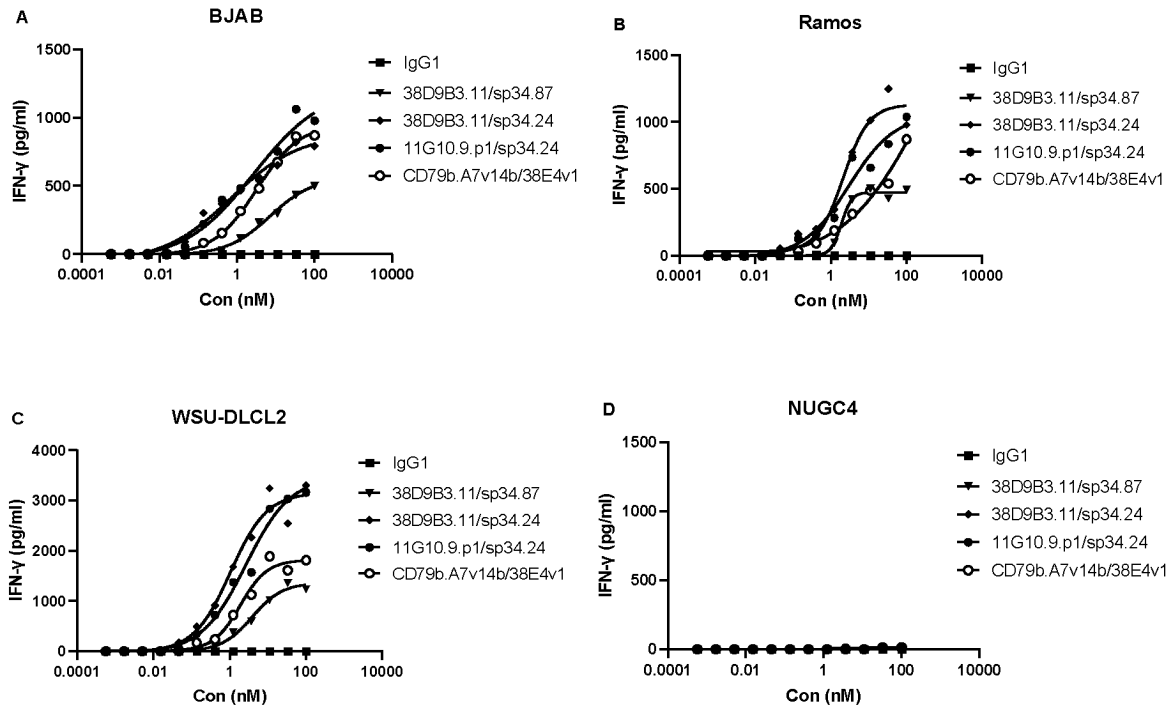 A
BJAB
1500
1000
500
0
0.0001
0.01
1
100
10000
IFN-γ (pg/ml)
Con (nM)
IgG1
38D9B3.11/sp34.87
38D9B3.11/sp34.24
11G10.9.p1/sp34.24
CD79b.A7v14b/38E4v1
B
Ramos
1500
1000
500
0
0.0001
0.01
1
100
10000
IFN-γ (pg/ml)
Con (nM)
IgG1
38D9B3.11/sp34.87
38D9B3.11/sp34.24
11G10.9.p1/sp34.24
CD79b.A7v14b/38E4v1
C
WSU-DLCL2
4000
3000
2000
1000
0
0.0001
0.01
1
100
10000
IFN-γ (pg/ml)
Con (nM)
IgG1
38D9B3.11/sp34.87
38D9B3.11/sp34.24
11G10.9.p1/sp34.24
CD79b.A7v14b/38E4v1
D
NUGC4
1500
1000
500
0
0.0001
0.01
1
100
10000
IFN-γ (pg/ml)
Con (nM)
IgG1
38D9B3.11/sp34.87
38D9B3.11/sp34.24
11G10.9.p1/sp34.24
CD79b.A7v14b/38E4v1